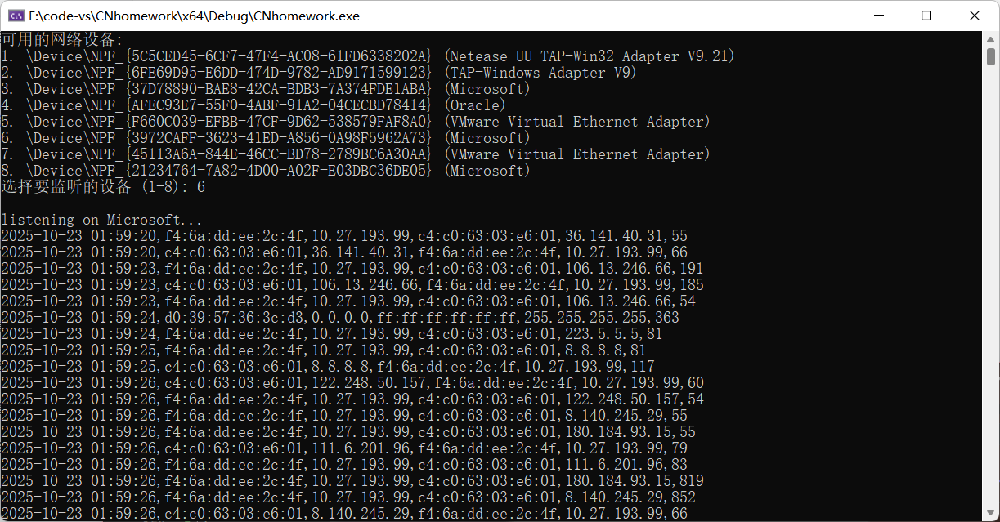 E:\code-vs\CNhomework\x64\Debug\CNhomework.exe
可用的网络设备:
1. \Device\NPF_{5C5CED45-6CF7-47F4-AC08-61FD6338202A} (Netease UU TAP-Win32 Adapter V9.21)
2. \Device\NPF_{6FE69D95-E6DD-474D-9782-AD9171599123} (TAP-Windows Adapter V9)
3. \Device\NPF_{37D78890-BAE8-42CA-BDB3-7A374FDE1ABA} (Microsoft)
4. \Device\NPF_{AFEC93E7-55F0-4ABF-91A2-04CECBD78414} (Oracle)
5. \Device\NPF_{F660C039-EFBB-47CF-9D62-538579FAF8A0} (VMware Virtual Ethernet Adapter)
6. \Device\NPF_{3972CAFF-3623-41ED-A856-0A98F5962A73} (Microsoft)
7. \Device\NPF_{45113A6A-844E-46CC-BD78-2789BC6A30AA} (VMware Virtual Ethernet Adapter)
8. \Device\NPF_{21234764-7A82-4D00-A02F-E03DBC36DE05} (Microsoft)
选择要监听的设备 (1-8): 6
listening on Microsoft...
2025-10-23 01:59:20,f4:6a:dd:ee:2c:4f,10.27.193.99,c4:c0:63:03:e6:01,36.141.40.31,55
2025-10-23 01:59:20,c4:c0:63:03:e6:01,36.141.40.31,f4:6a:dd:ee:2c:4f,10.27.193.99,66
2025-10-23 01:59:23,f4:6a:dd:ee:2c:4f,10.27.193.99,c4:c0:63:03:e6:01,106.13.246.66,191
2025-10-23 01:59:23,c4:c0:63:03:e6:01,106.13.246.66,f4:6a:dd:ee:2c:4f,10.27.193.99,185
2025-10-23 01:59:23,f4:6a:dd:ee:2c:4f,10.27.193.99,c4:c0:63:03:e6:01,106.13.246.66,54
2025-10-23 01:59:24,d0:39:57:36:3c:d3,0.0.0.0,ff:ff:ff:ff:ff:ff,255.255.255.255,363
2025-10-23 01:59:24,f4:6a:dd:ee:2c:4f,10.27.193.99,c4:c0:63:03:e6:01,223.5.5.5,81
2025-10-23 01:59:25,f4:6a:dd:ee:2c:4f,10.27.193.99,c4:c0:63:03:e6:01,8.8.8.8,81
2025-10-23 01:59:25,c4:c0:63:03:e6:01,8.8.8.8,f4:6a:dd:ee:2c:4f,10.27.193.99,117
2025-10-23 01:59:26,c4:c0:63:03:e6:01,122.248.50.157,f4:6a:dd:ee:2c:4f,10.27.193.99,60
2025-10-23 01:59:26,f4:6a:dd:ee:2c:4f,10.27.193.99,c4:c0:63:03:e6:01,122.248.50.157,54
2025-10-23 01:59:26,f4:6a:dd:ee:2c:4f,10.27.193.99,c4:c0:63:03:e6:01,8.140.245.29,55
2025-10-23 01:59:26,f4:6a:dd:ee:2c:4f,10.27.193.99,c4:c0:63:03:e6:01,180.184.93.15,55
2025-10-23 01:59:26,c4:c0:63:03:e6:01,111.6.201.96,f4:6a:dd:ee:2c:4f,10.27.193.99,79
2025-10-23 01:59:26,f4:6a:dd:ee:2c:4f,10.27.193.99,c4:c0:63:03:e6:01,111.6.201.96,83
2025-10-23 01:59:26,f4:6a:dd:ee:2c:4f,10.27.193.99,c4:c0:63:03:e6:01,180.184.93.15,819
2025-10-23 01:59:26,f4:6a:dd:ee:2c:4f,10.27.193.99,c4:c0:63:03:e6:01,8.140.245.29,852
2025-10-23 01:59:26,c4:c0:63:03:e6:01,8.140.245.29,f4:6a:dd:ee:2c:4f,10.27.193.99,66